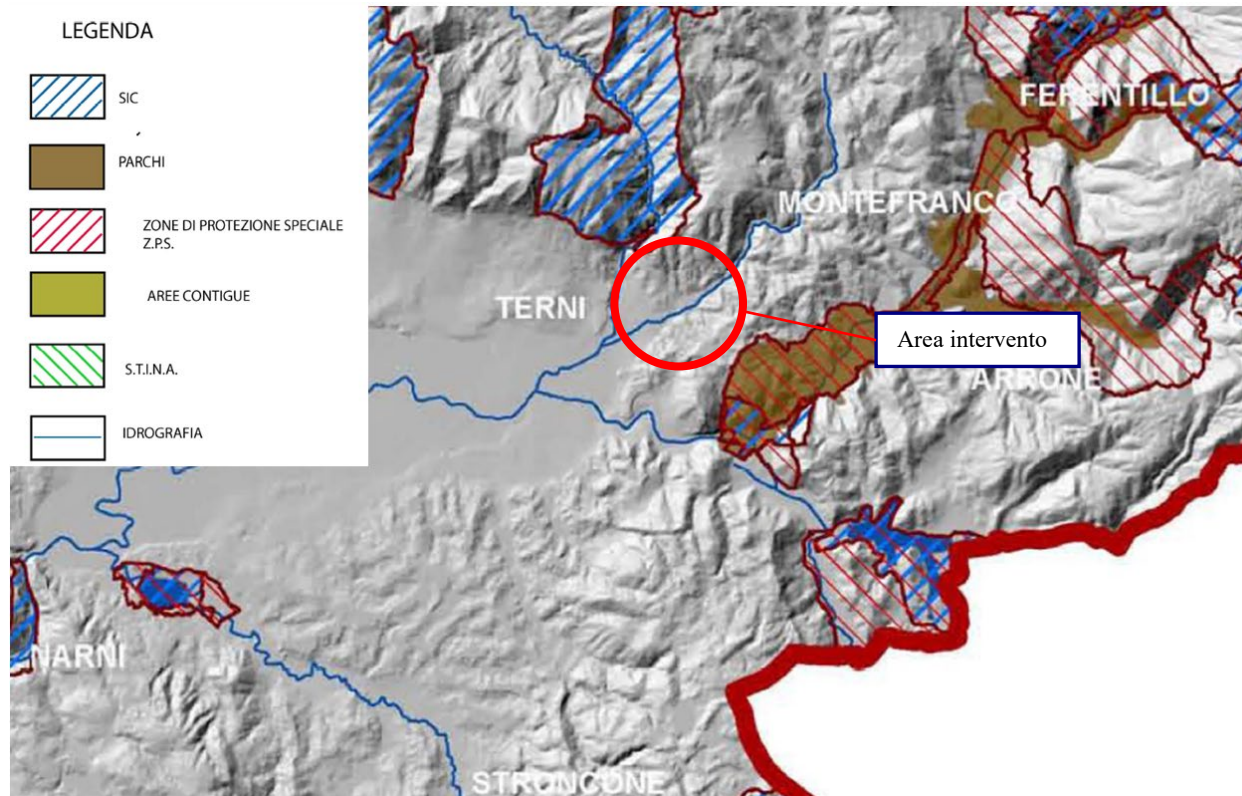 LEGENDA
SIC
PARCHI
ZONE DI PROTEZIONE SPECIALE
Z.P.S.
AREE CONTIGUE
S.T.I.N.A.
IDROGRAFIA
FERENTILLO
MONTEFRANCO
TERNI
Area intervento
ARRONE
NARNI
STRONCONE